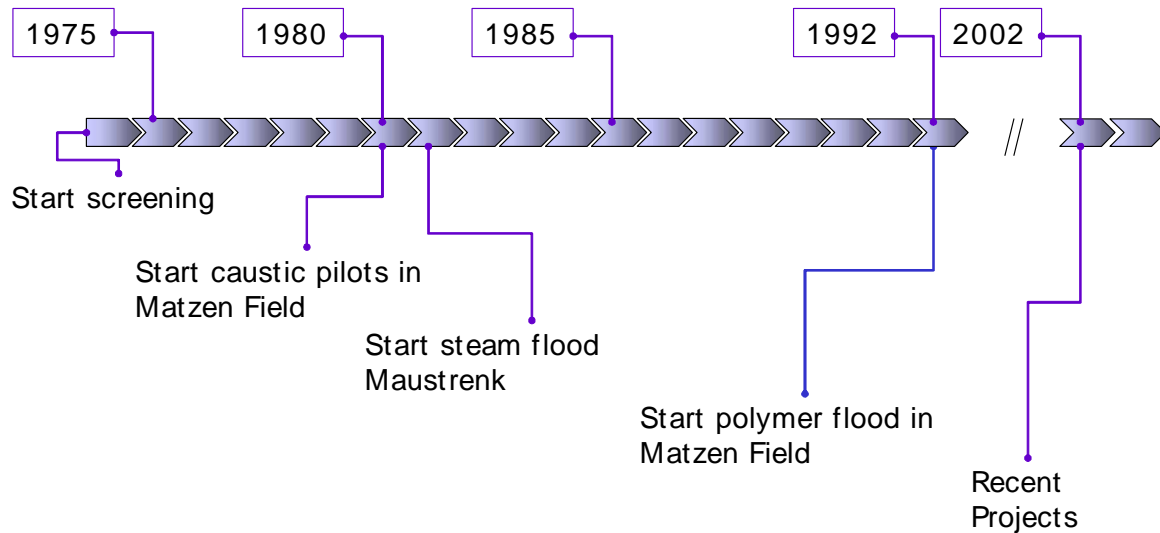 1975
1980
1985
1992
2002
Start screening
Start caustic pilots in
Matzen Field
Start steam flood
Maustrenk
Start polymer flood in
Matzen Field
Recent
Projects